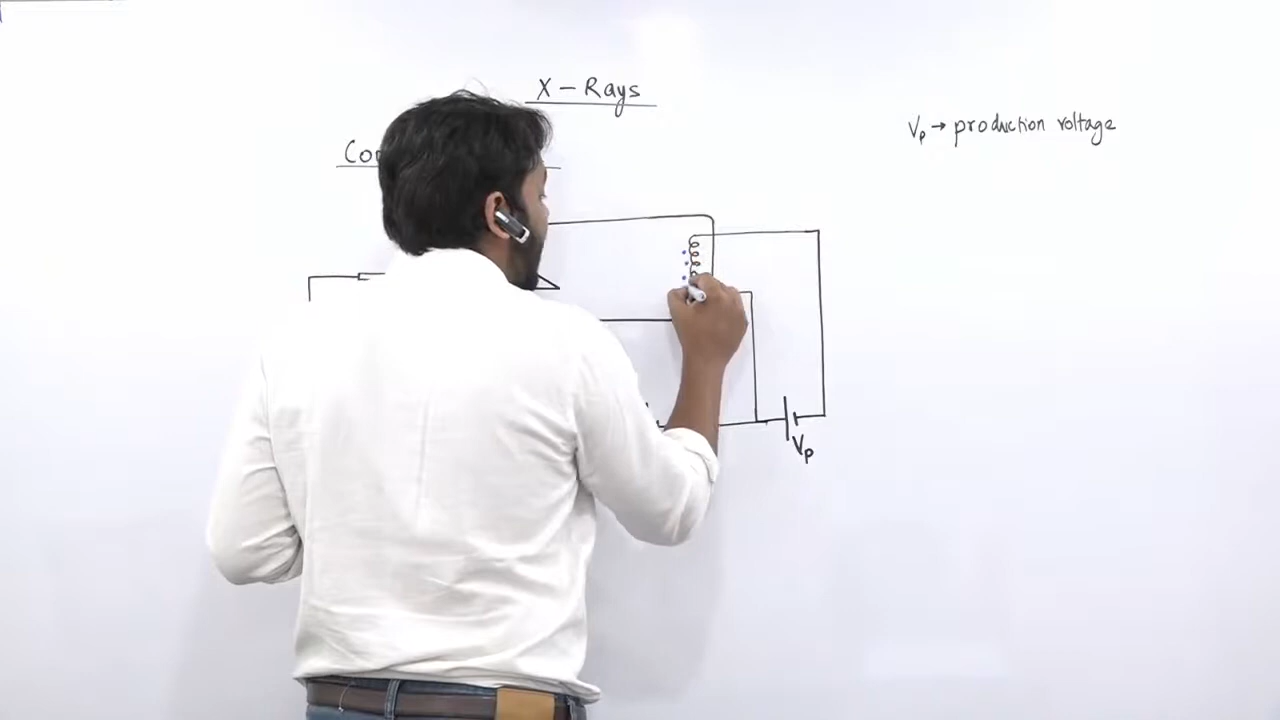 X - Rays
Vp → production voltage
Vp